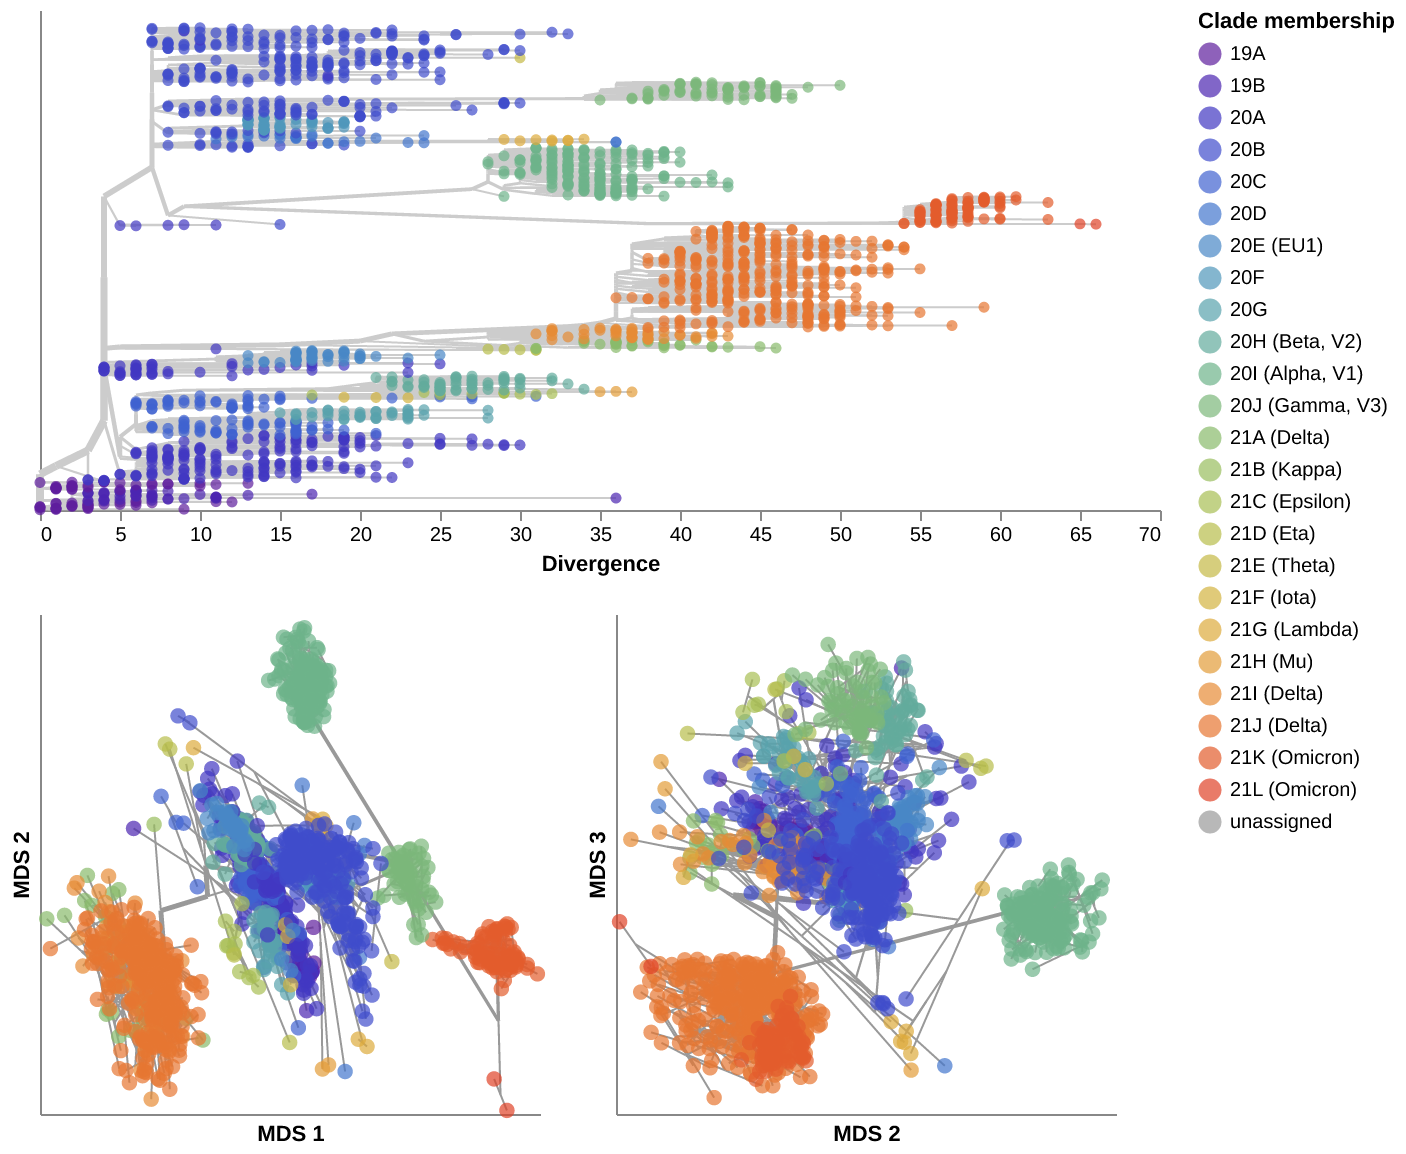 Clade membership
19A
19B
20A
20B
20C
20D
20E (EU1)
20F
20G
20H (Beta, V2)
20I (Alpha, V1)
20J (Gamma, V3)
21A (Delta)
21B (Kappa)
21C (Epsilon)
21D (Eta)
21E (Theta)
21F (Iota)
21G (Lambda)
21H (Mu)
21I (Delta)
21J (Delta)
21K (Omicron)
21L (Omicron)
unassigned
0 5 10 15 20 25 30 35 40 45 50 55 60 65 70
Divergence
MDS 2
MDS 1
MDS 3
MDS 2